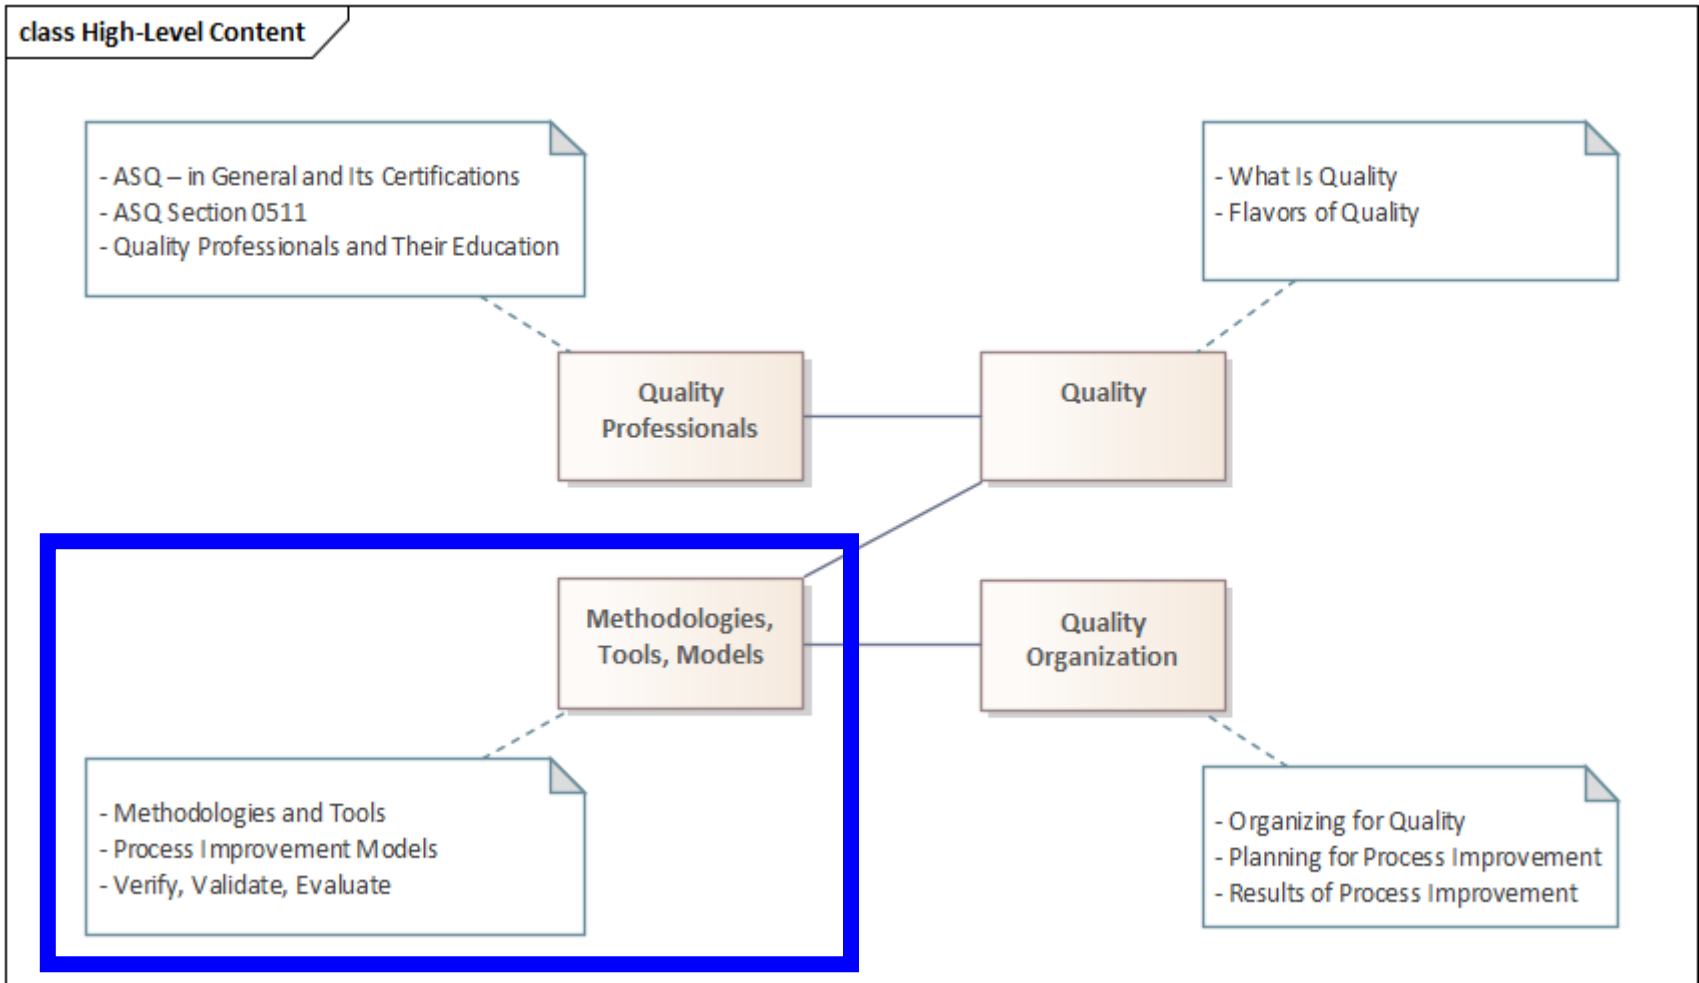 class High-Level Content
- ASQ – in General and Its Certifications
- ASQ Section 0511
- Quality Professionals and Their Education
- What Is Quality
- Flavors of Quality
Quality
Professionals
Quality
Methodologies,
Tools, Models
Quality
Organization
- Methodologies and Tools
- Process Improvement Models
- Verify, Validate, Evaluate
- Organizing for Quality
- Planning for Process Improvement
- Results of Process Improvement